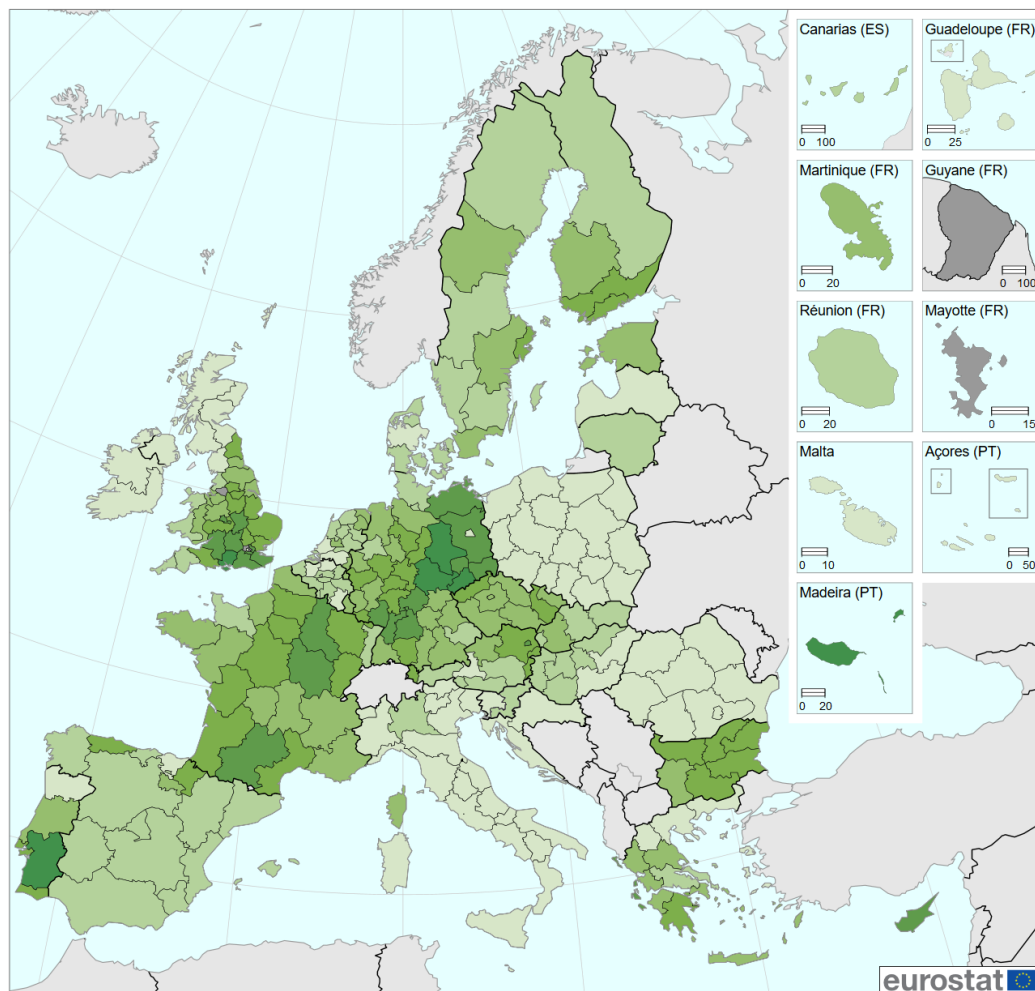 Canarias (ES)
0 100
Guadeloupe (FR)
0 25
Martinique (FR)
0 20
Guyane (FR)
0 100
Réunion (FR)
0 20
Mayotte (FR)
0 15
Malta
0 10
Açores (PT)
0 50
Madeira (PT)
0 20
eurostat